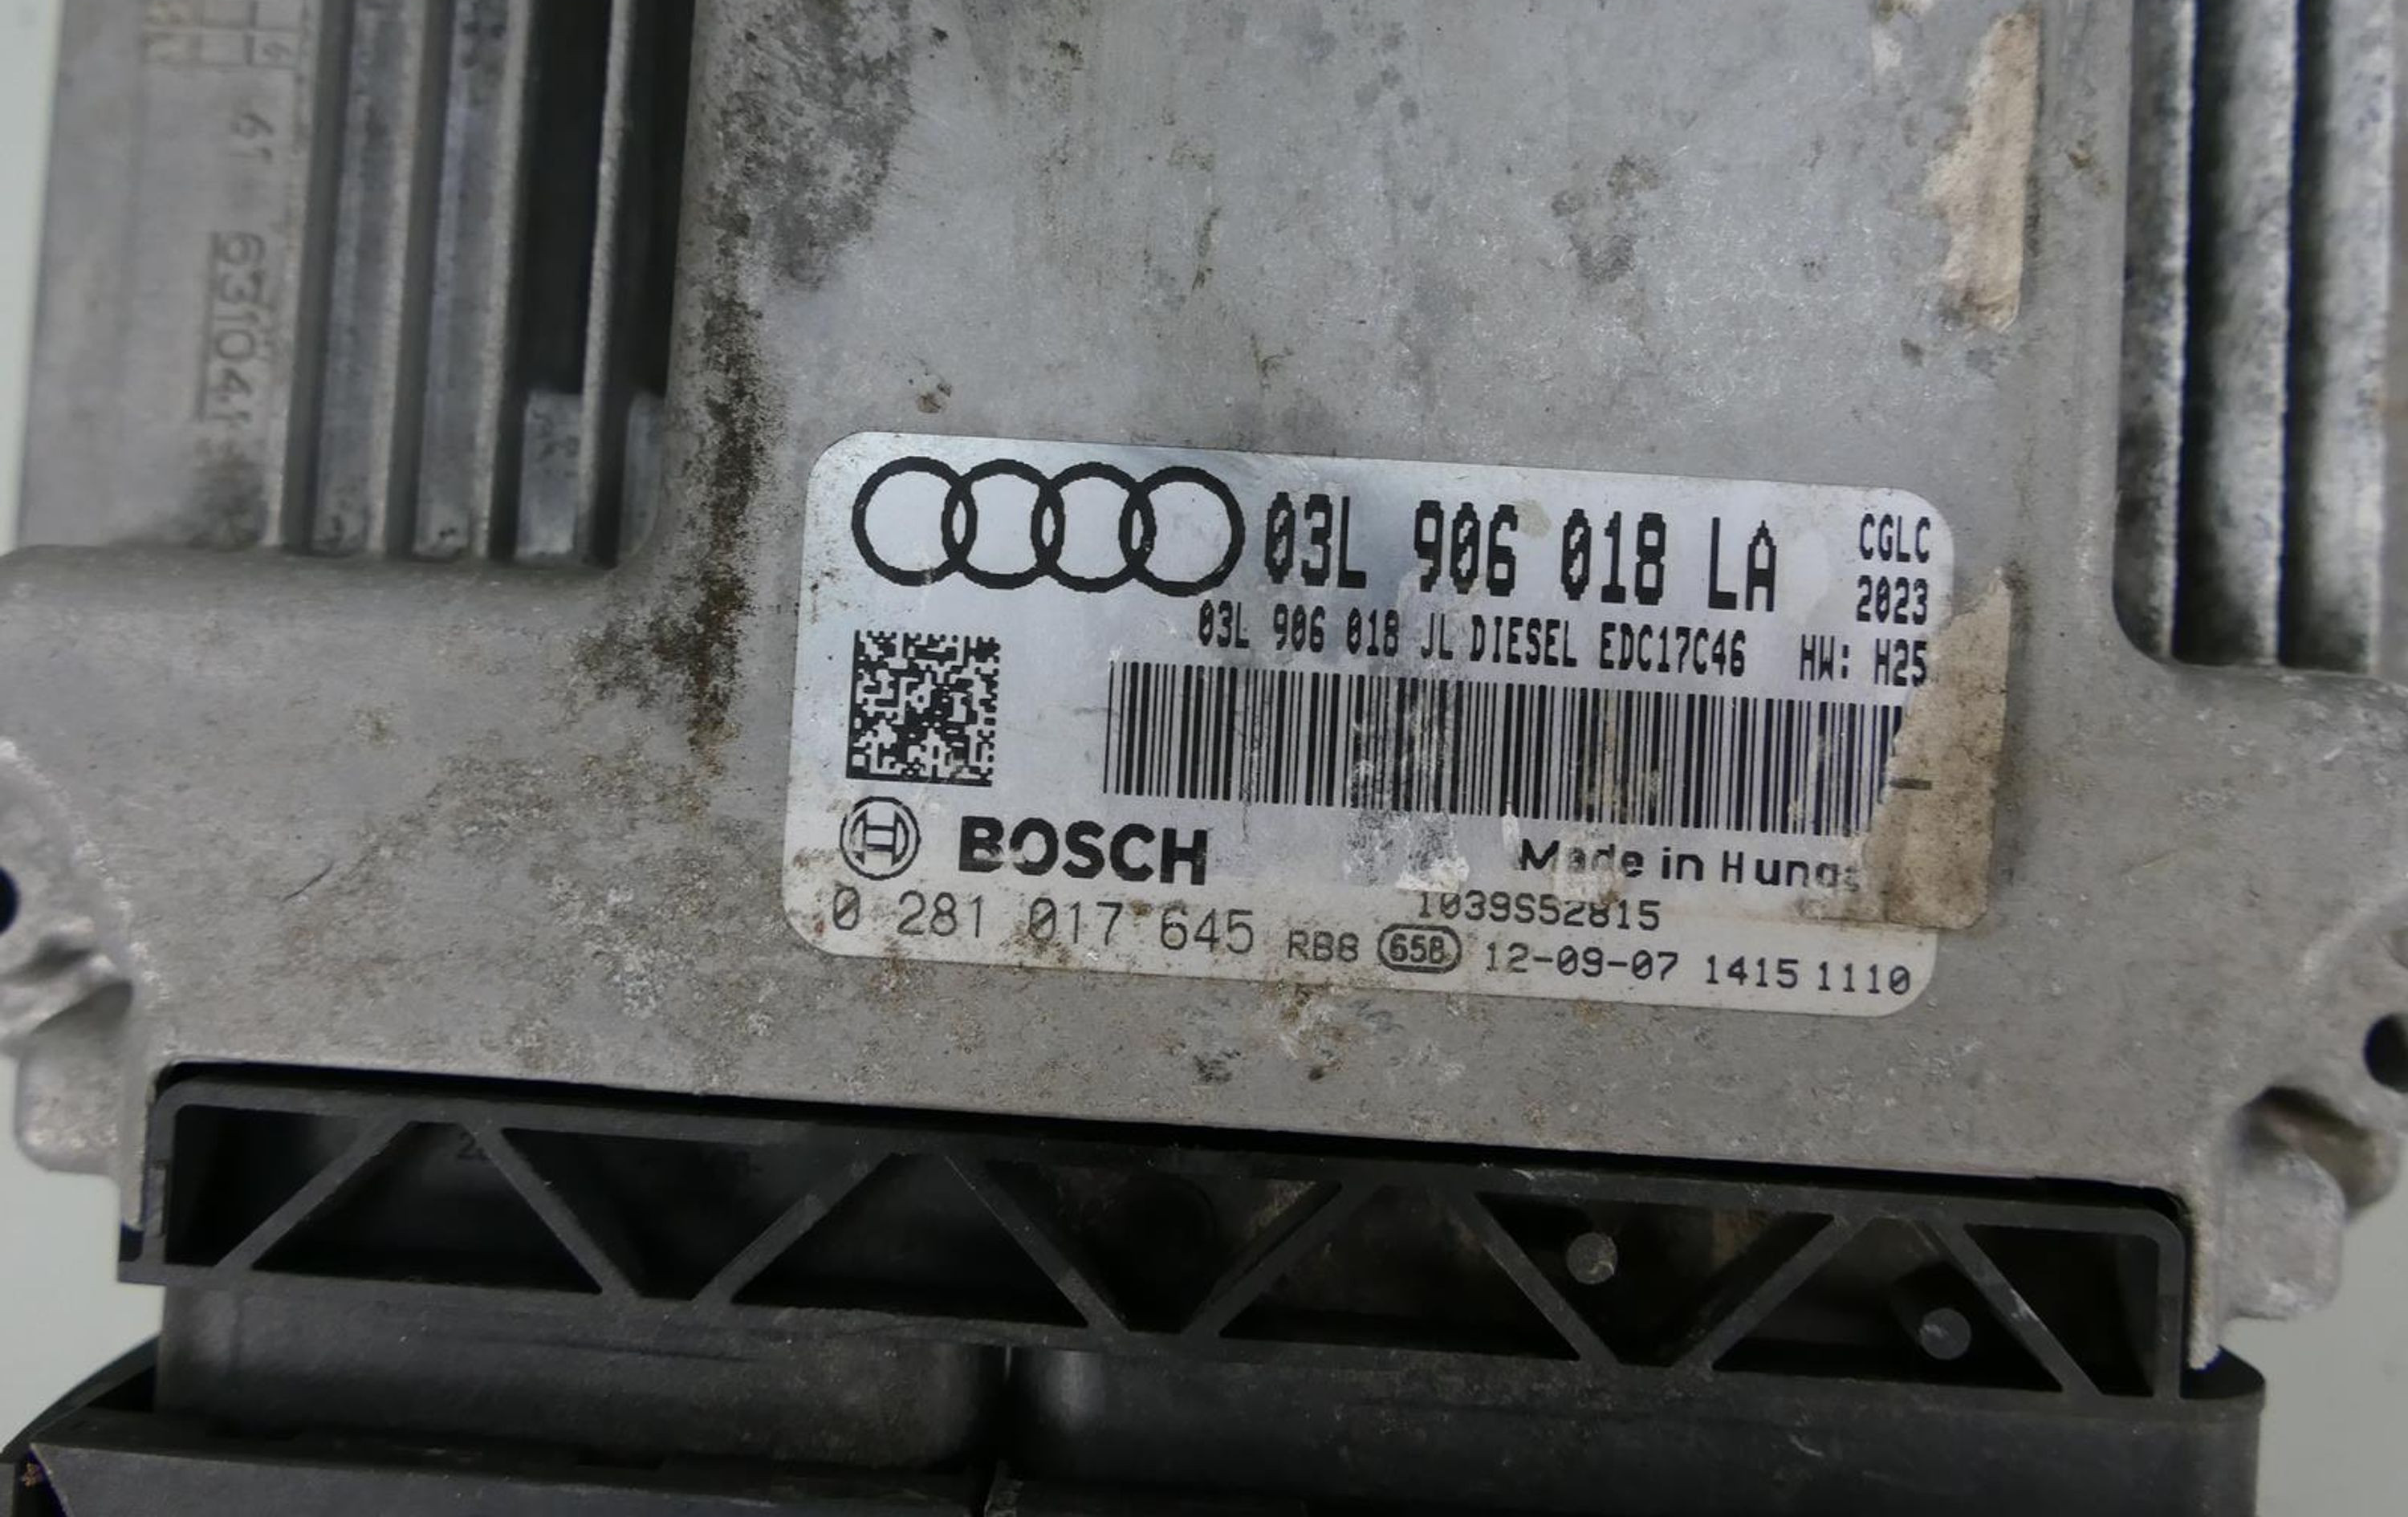 631041
03L 906 018 LA
CGLC
2023
03L 906 018 JL DIESEL EDC17C46 HW: H25
BOSCH
Made in Hung
1039S52815
0 281 017 645 RB8 658 12-09-07 1415 1110